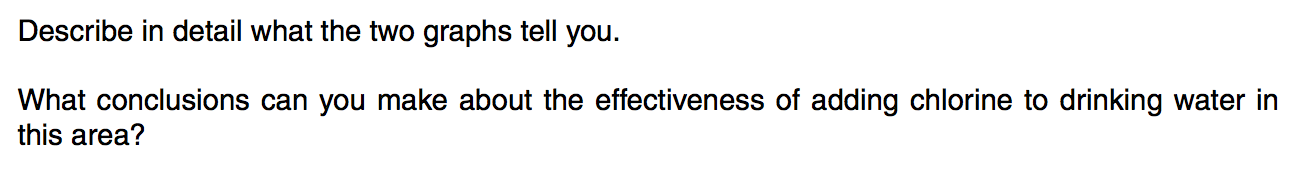 Describe in detail what the two graphs tell you.
What conclusions can you make about the effectiveness of adding chlorine to drinking water in
this area?